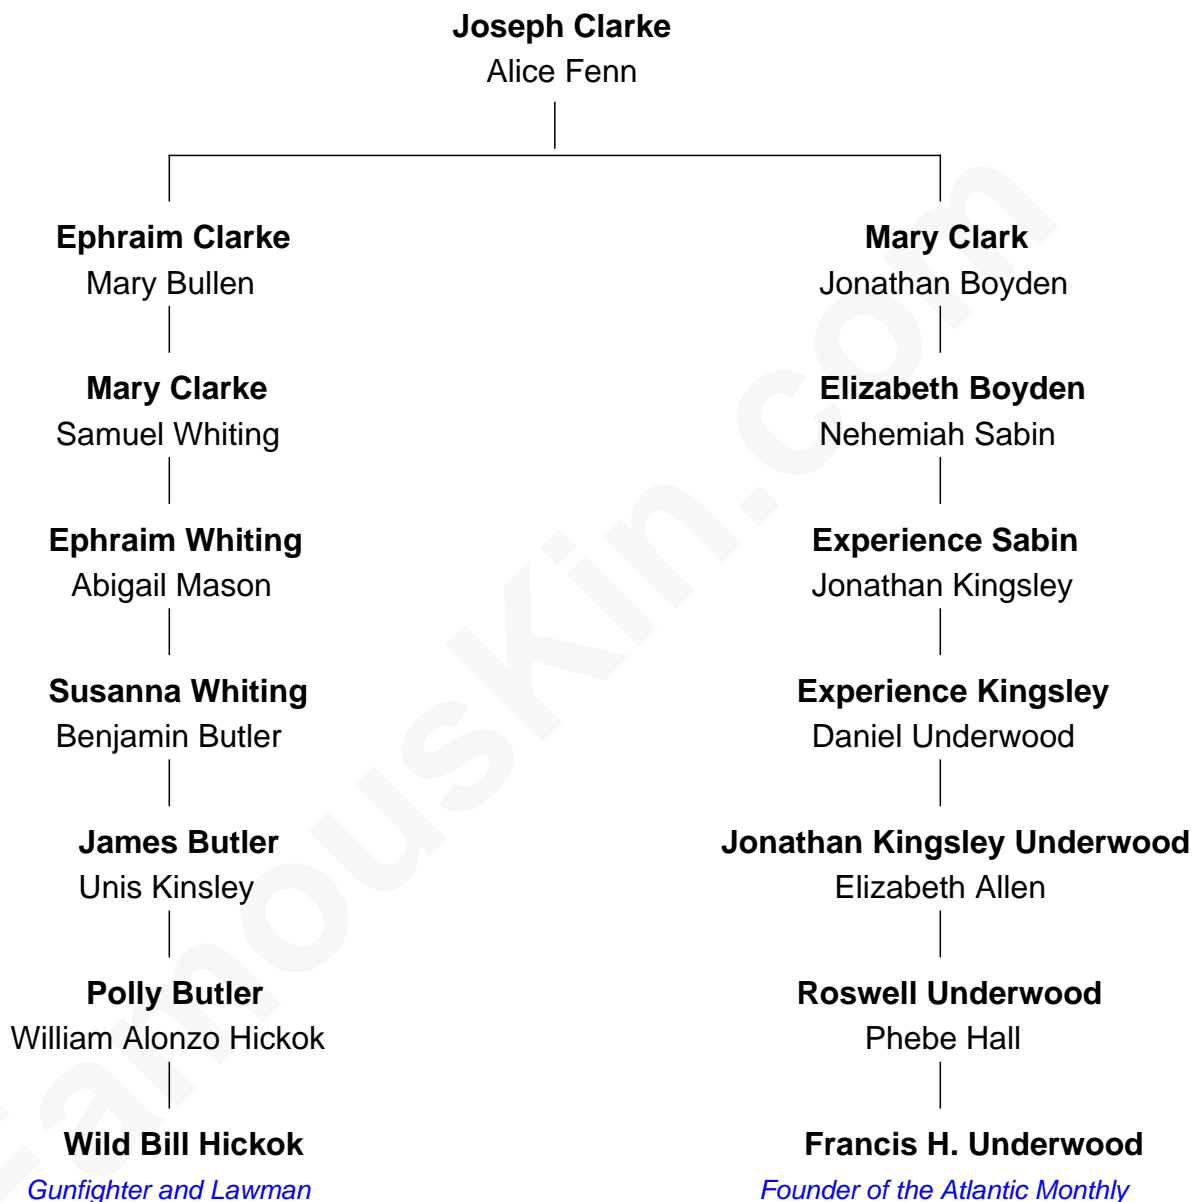 Joseph Clarke
Alice Fenn
Ephraim Clarke
Mary Bullen
Mary Clarke
Samuel Whiting
Ephraim Whiting
Abigail Mason
Susanna Whiting
Benjamin Butler
James Butler
Unis Kinsley
Polly Butler
William Alonzo Hickok
Wild Bill Hickok
Gunfighter and Lawman
Mary Clark
Jonathan Boyden
Elizabeth Boyden
Nehemiah Sabin
Experience Sabin
Jonathan Kingsley
Experience Kingsley
Daniel Underwood
Jonathan Kingsley Underwood
Elizabeth Allen
Roswell Underwood
Phebe Hall
Francis H. Underwood
Founder of the Atlantic Monthly
FamousKin.com